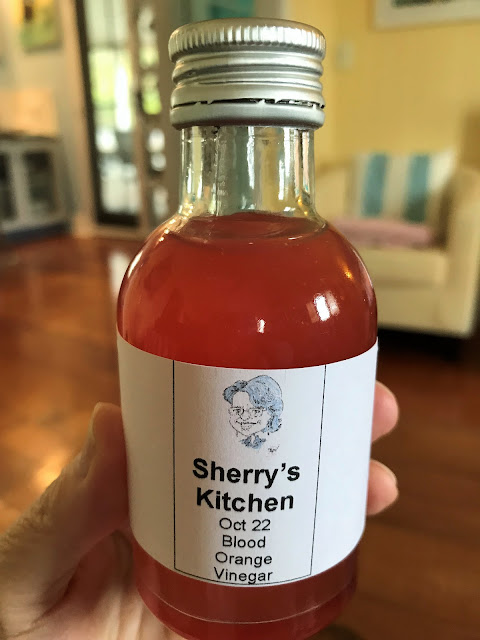 Sherry's
Kitchen
Oct 22
Blood
Orange
Vinegar